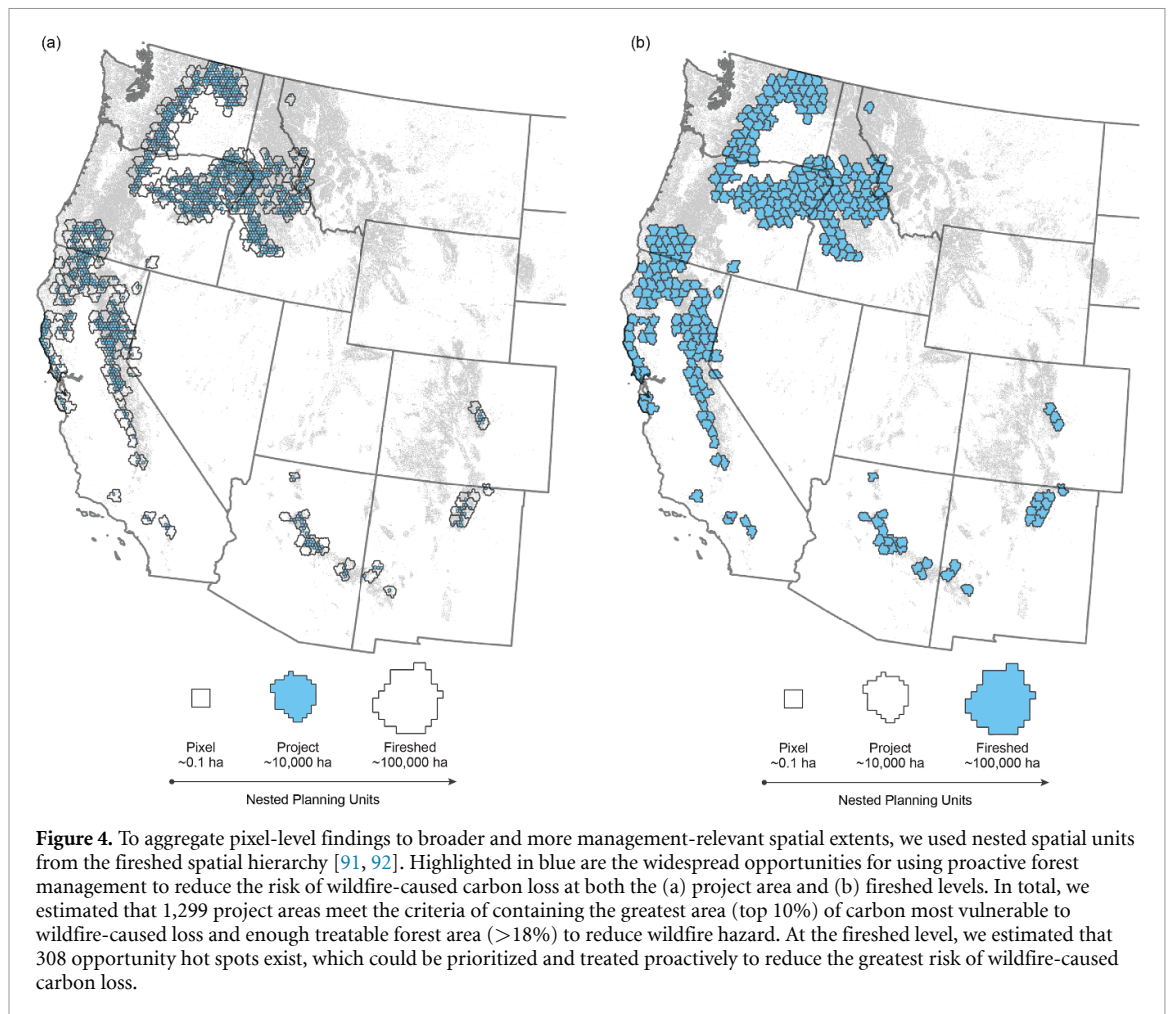 (a)
(b)
Pixel
~0.1 ha
Project
~10,000 ha
Fireshed
~100,000 ha
Nested Planning Units
Pixel
~0.1 ha
Project
~10,000 ha
Fireshed
~100,000 ha
Nested Planning Units
Figure 4. To aggregate pixel-level findings to broader and more management-relevant spatial extents, we used nested spatial units
from the fireshed spatial hierarchy [91, 92]. Highlighted in blue are the widespread opportunities for using proactive forest
management to reduce the risk of wildfire-caused carbon loss at both the (a) project area and (b) fireshed levels. In total, we
estimated that 1,299 project areas meet the criteria of containing the greatest area (top 10%) of carbon most vulnerable to
wildfire-caused loss and enough treatable forest area (>18%) to reduce wildfire hazard. At the fireshed level, we estimated that
308 opportunity hot spots exist, which could be prioritized and treated proactively to reduce the greatest risk of wildfire-caused
carbon loss.